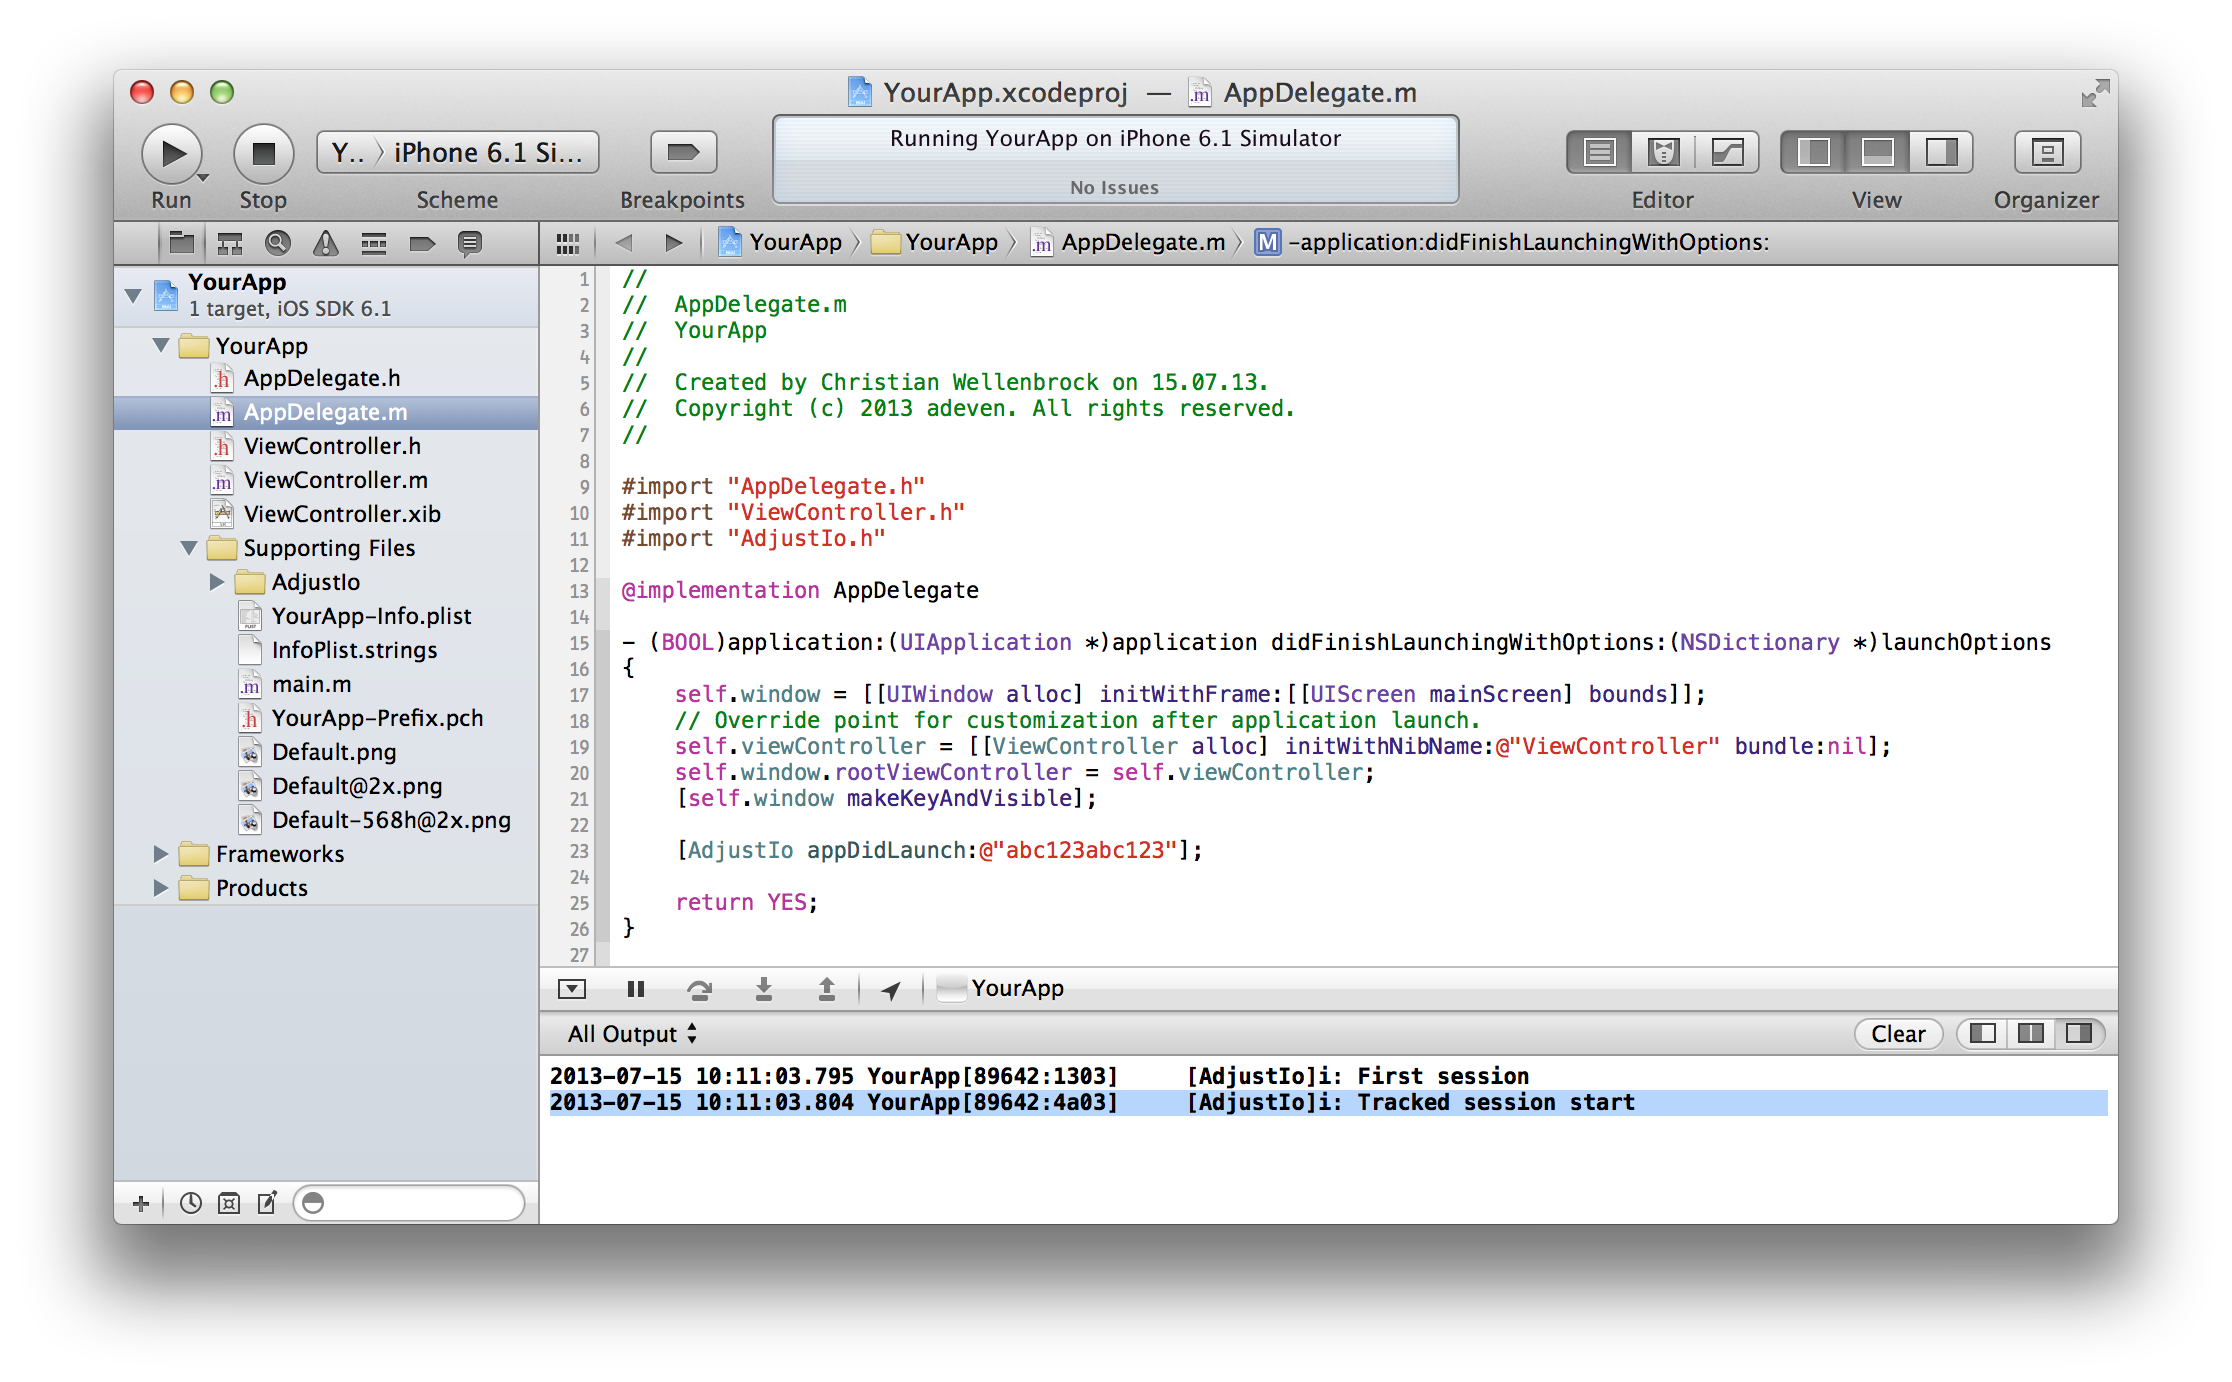 YourApp.xcodeproj — AppDelegate.m
Run
Stop
Y.. 〉 iPhone 6.1 Si...
Scheme
Breakpoints
Running YourApp on iPhone 6.1 Simulator
No Issues
Editor
View
Organizer
YourApp 〉 YourApp 〉 AppDelegate.m 〉 M -application:didFinishLaunchingWithOptions:
YourApp
1 target, iOS SDK 6.1
YourApp
AppDelegate.h
AppDelegate.m
ViewController.h
ViewController.m
ViewController.xib
Supporting Files
AdjustIo
YourApp-Info.plist
InfoPlist.strings
main.m
YourApp-Prefix.pch
Default.png
Default@2x.png
Default-568h@2x.png
Frameworks
Products
1 //
2 //  AppDelegate.m
3 //  YourApp
4 //
5 //  Created by Christian Wellenbrock on 15.07.13.
6 //  Copyright (c) 2013 adeven. All rights reserved.
7 //
8
9 #import "AppDelegate.h"
10 #import "ViewController.h"
11 #import "AdjustIo.h"
12
13 @implementation AppDelegate
14
15 - (BOOL)application:(UIApplication *)application didFinishLaunchingWithOptions:(NSDictionary *)launchOptions
16 {
17     self.window = [[UIWindow alloc] initWithFrame:[[UIScreen mainScreen] bounds]];
18     // Override point for customization after application launch.
19     self.viewController = [[ViewController alloc] initWithNibName:@"ViewController" bundle:nil];
20     self.window.rootViewController = self.viewController;
21     [self.window makeKeyAndVisible];
22
23     [AdjustIo appDidLaunch:@"abc123abc123"];
24
25     return YES;
26 }
27
YourApp
All Output
Clear
2013-07-15 10:11:03.795 YourApp[89642:1303]     [AdjustIo]i: First session
2013-07-15 10:11:03.804 YourApp[89642:4a03]     [AdjustIo]i: Tracked session start